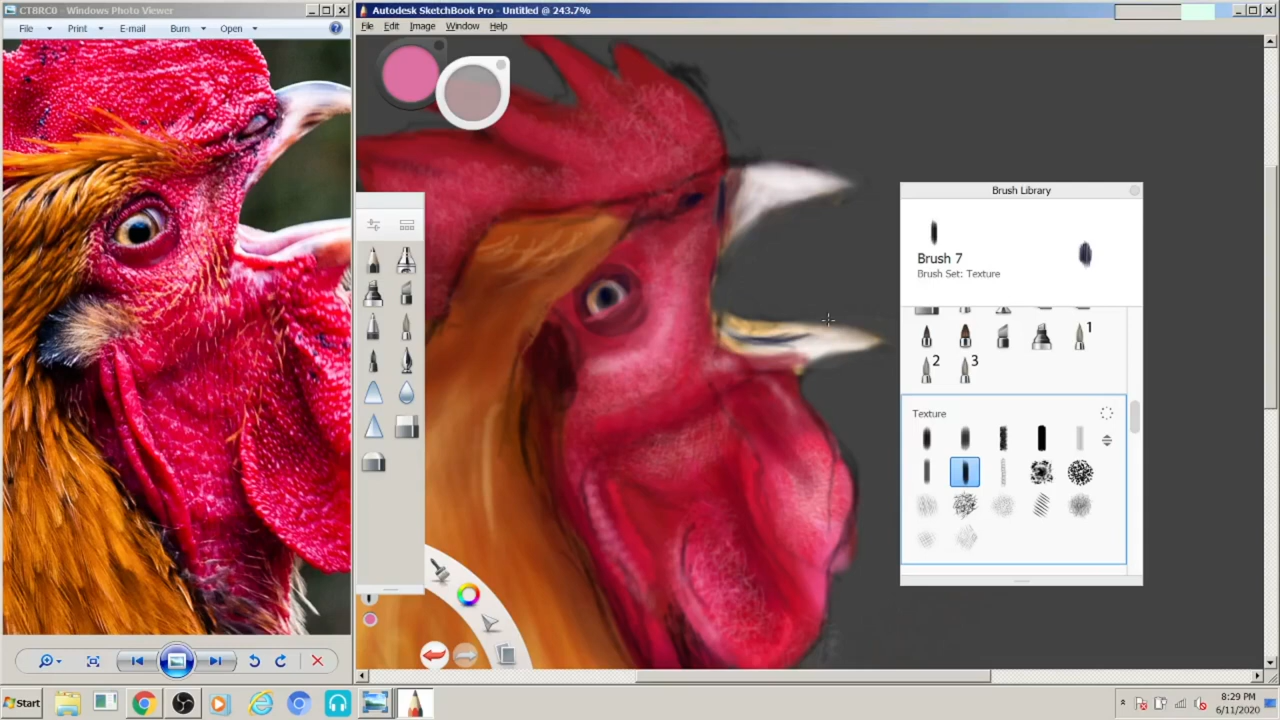 CT8RC0 - Windows Photo Viewer
File
Print
E-mail
Burn
Open
Autodesk SketchBook Pro - Untitled @ 243.7%
File Edit Image Window Help
Brush Library
Brush 7
Brush Set: Texture
1
2 3
Texture
Start
8:29 PM
6/11/2020